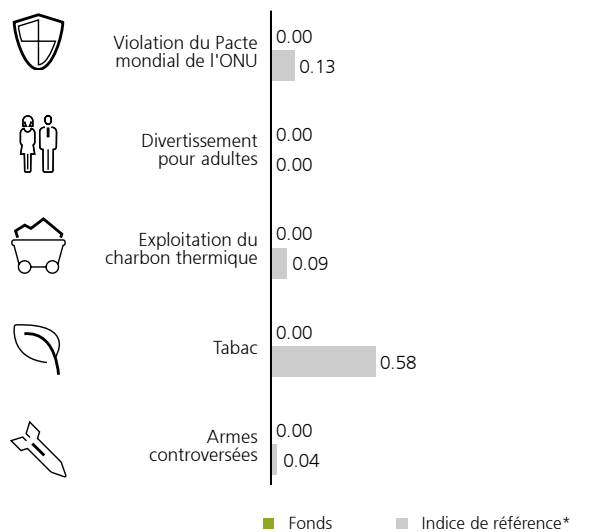 0.00
Violation du Pacte
mondial de l'ONU
0.13
Divertissement
pour adultes
0.00
0.00
Exploitation du
charbon thermique
0.00
0.09
Tabac
0.00
0.58
Armes
controversées
0.00
0.04
Fonds Indice de référence*